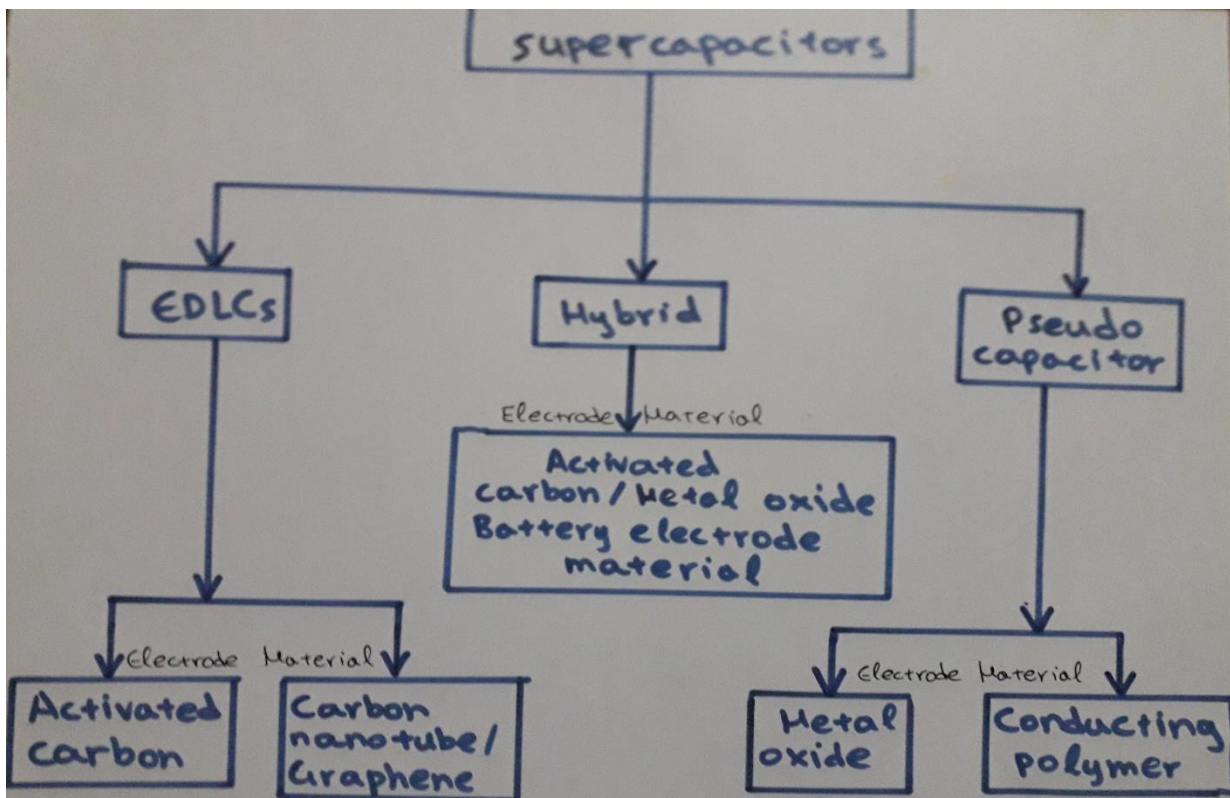 supercapacitors
EDLCs
Hybrid
Pseudo
capacitor
Electrode Material
Activated
carbon/Metal oxide
Battery electrode
material
Electrode Material
Activated
carbon
Carbon
nanotube/
Graphene
Electrode Material
Metal
oxide
Conducting
polymer